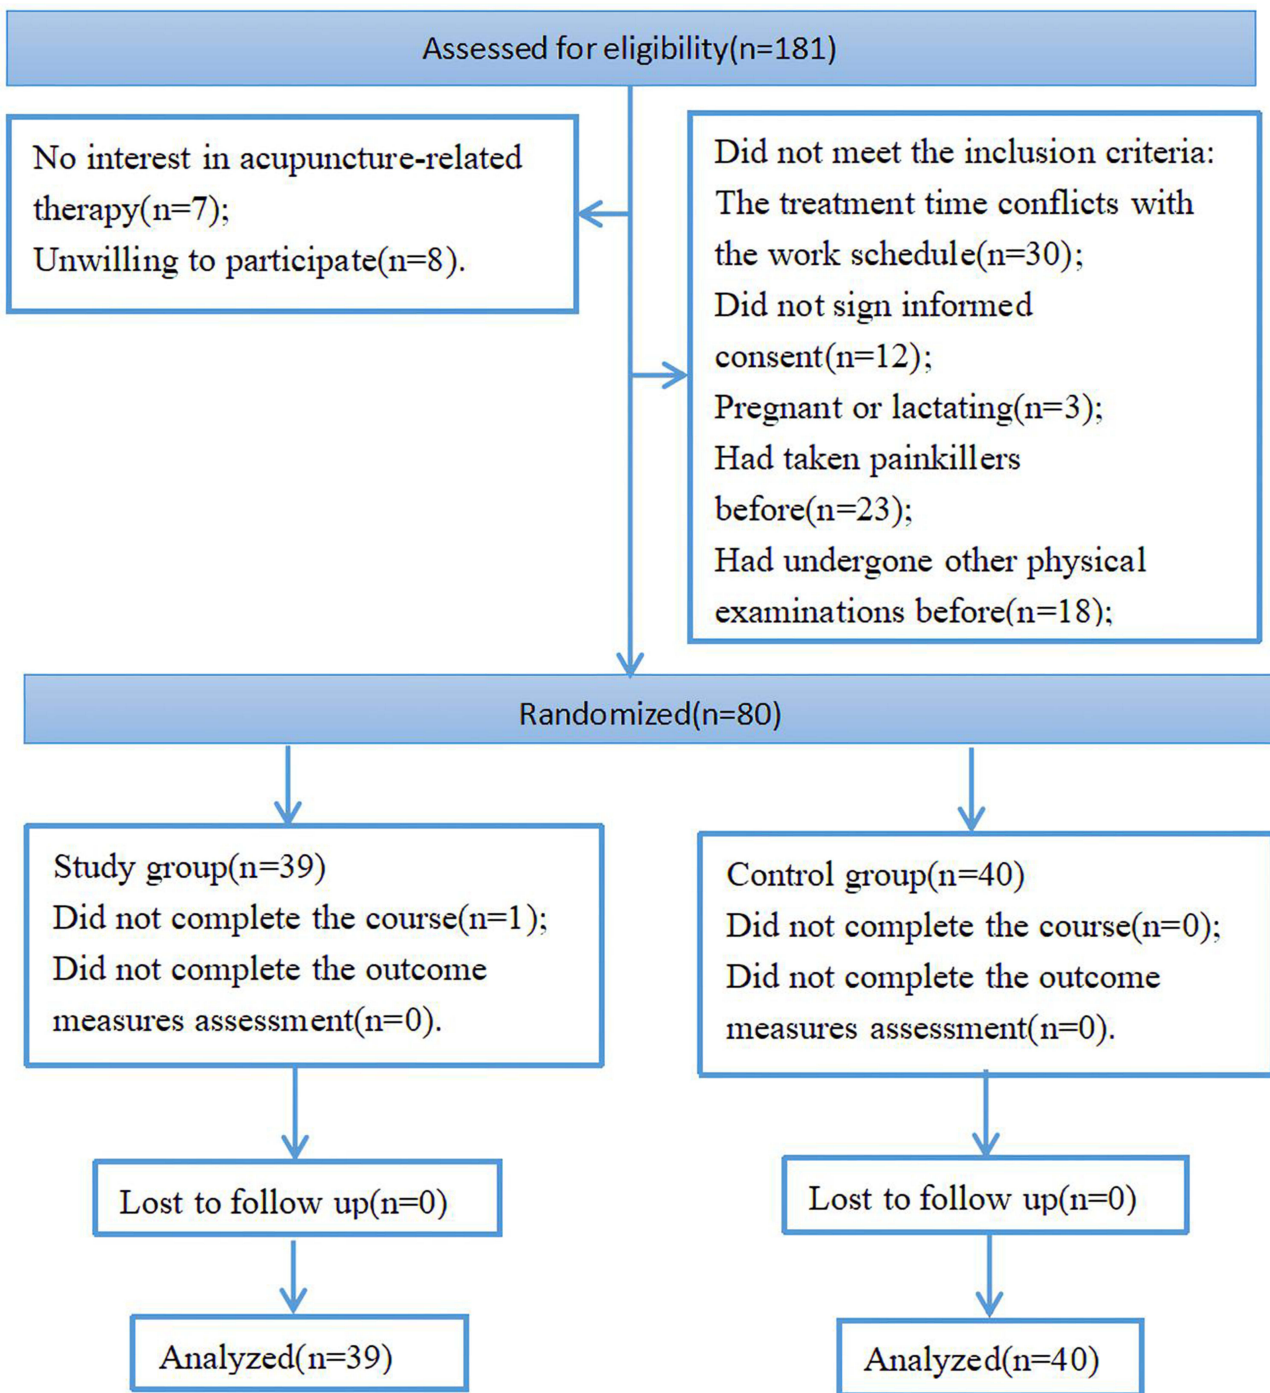 Assessed for eligibility(n=181)
No interest in acupuncture-related
therapy(n=7);
Unwilling to participate(n=8).
Did not meet the inclusion criteria:
The treatment time conflicts with
the work schedule(n=30);
Did not sign informed
consent(n=12);
Pregnant or lactating(n=3);
Had taken painkillers
before(n=23);
Had undergone other physical
examinations before(n=18);
Randomized(n=80)
Study group(n=39)
Did not complete the course(n=1);
Did not complete the outcome
measures assessment(n=0).
Control group(n=40)
Did not complete the course(n=0);
Did not complete the outcome
measures assessment(n=0).
Lost to follow up(n=0)
Lost to follow up(n=0)
Analyzed(n=39)
Analyzed(n=40)